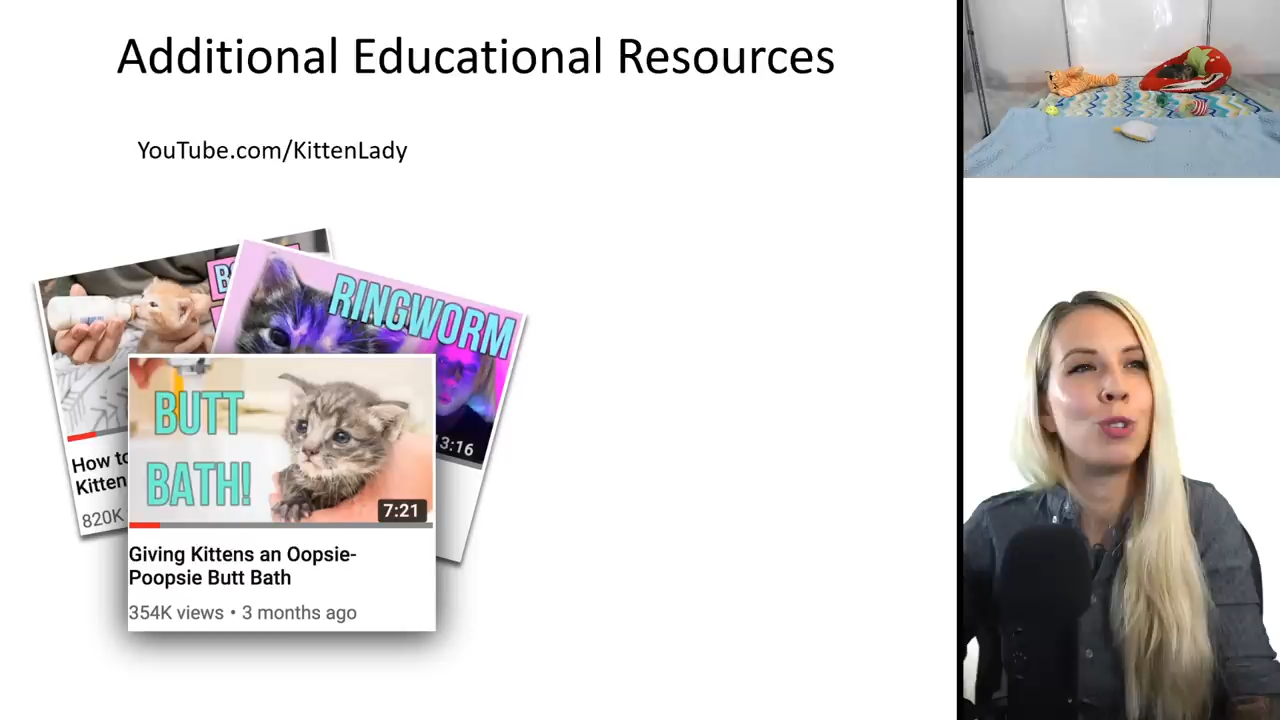 Additional Educational Resources
YouTube.com/KittenLady
RINGWORM
13:16
How to
Kitten
820K
BUTT
BATH!
7:21
Giving Kittens an Oopsie-
Poopsie Butt Bath
354K views • 3 months ago